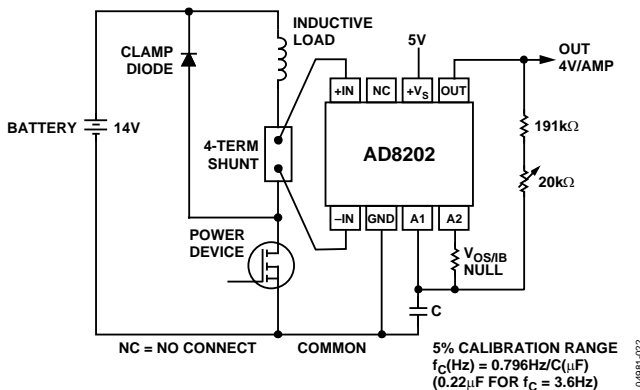 INDUCTIVE
LOAD
CLAMP
DIODE
5V
OUT
4V/AMP
+IN
NC
+VS
OUT
BATTERY
14V
4-TERM
SHUNT
AD8202
191kΩ
20kΩ
–IN
GND
A1
A2
POWER
DEVICE
VOS/IB
NULL
C
NC = NO CONNECT
COMMON
5% CALIBRATION RANGE
fC(Hz) = 0.796Hz/C(μF)
(0.22μF FOR fC = 3.6Hz)
04981-022